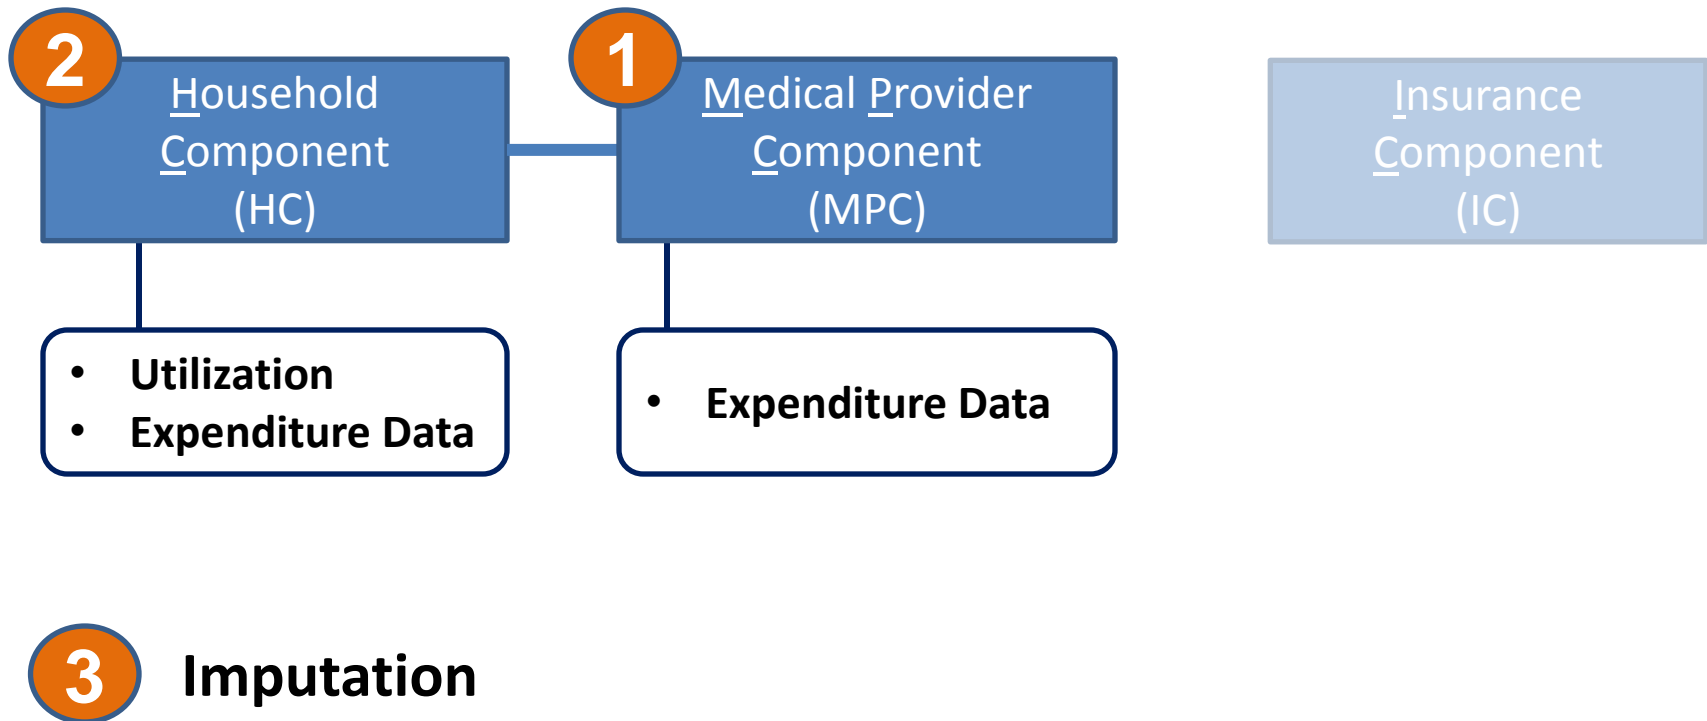 2
Household
Component
(HC)
1
Medical Provider
Component
(MPC)
Insurance
Component
(IC)
• Utilization
• Expenditure Data
• Expenditure Data
3 Imputation